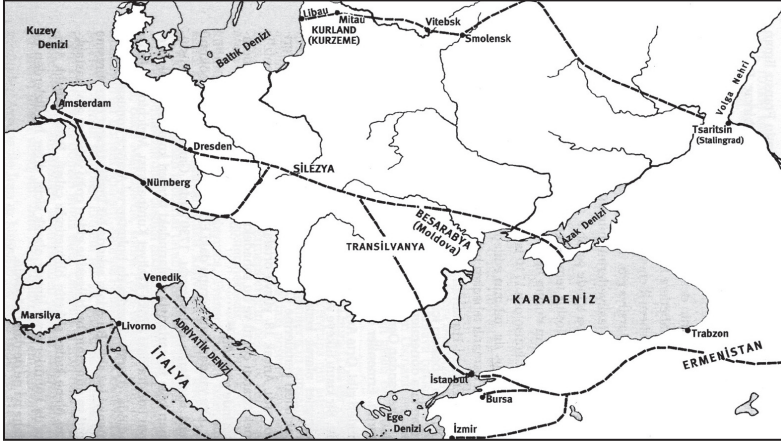 Kuzey
Denizi
Baltık Denizi
Libau
Mitau
KURLAND
(KURZEME)
Vitebsk
Smolensk
Volga Nehri
Tsaritsin
(Stalingrad)
Amsterdam
Dresden
SİLEZYA
Nürnberg
BESARABYA
(Moldova)
Azak Denizi
TRANSİLVANYA
Venedik
KARADENİZ
Marsilya
Livorno
ADRİYATİK DENİZİ
İTALYA
Trabzon
ERMENİSTAN
İstanbul
Bursa
Ege
Denizi
İzmir